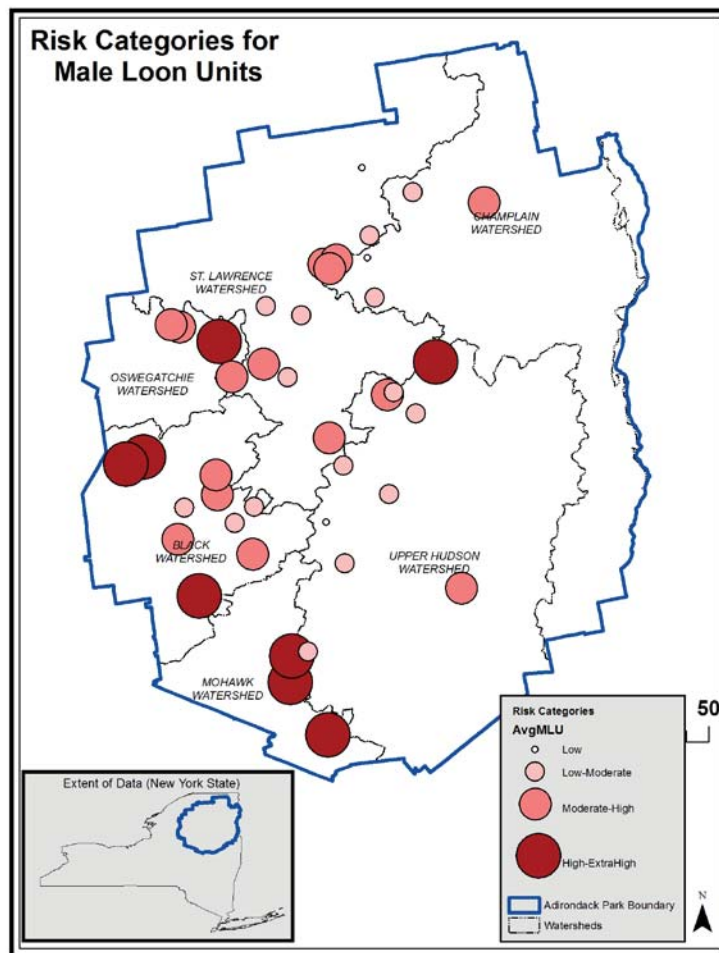 Risk Categories for
Male Loon Units
CHAMPLAIN
WATERSHED
ST. LAWRENCE
WATERSHED
OSWEGATCHIE
WATERSHED
BLACK
WATERSHED
UPPER HUDSON
WATERSHED
MOHAWK
WATERSHED
50
Risk Categories
AvgMLU
Low
Low-Moderate
Moderate-High
High-ExtraHigh
Adirondack Park Boundary
Watersheds
N
Extent of Data (New York State)